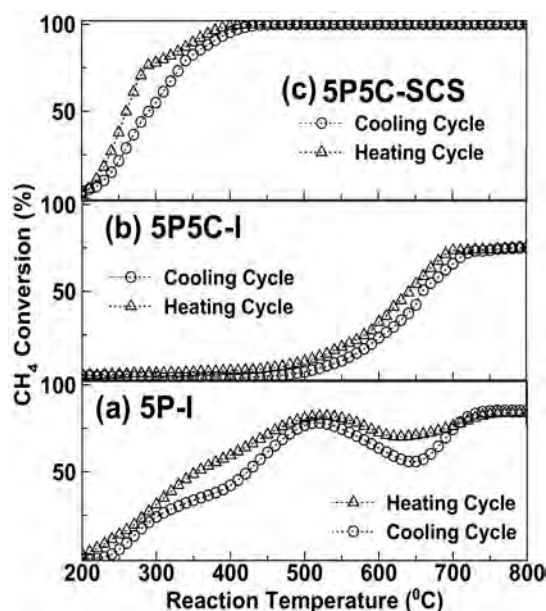 100
50
(c) 5P5C-SCS
Cooling Cycle
Heating Cycle
100
50
(b) 5P5C-I
Cooling Cycle
Heating Cycle
100
50
(a) 5P-I
Heating Cycle
Cooling Cycle
CH₄ Conversion (%)
200 300 400 500 600 700 800
Reaction Temperature (⁰C)